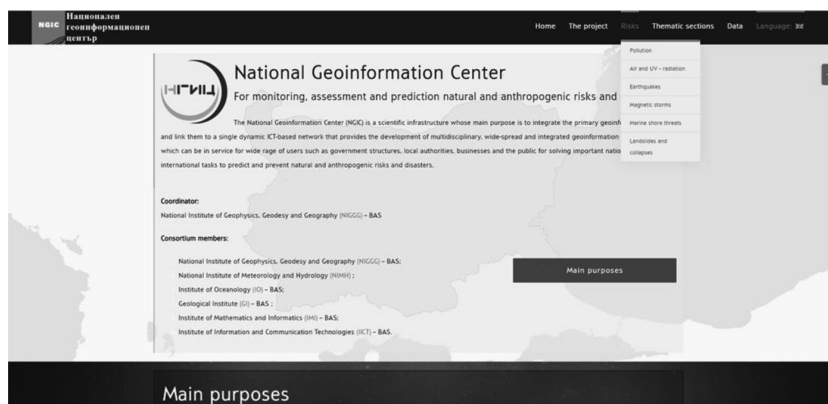 NGIC
Национален
геоинформационен
център
Home The project Risks Thematic sections Data Language:
Pollution
Air and UV – radiation
Earthquakes
Magnetic storms
Marine shore threats
Landslides and
collapses
National Geoinformation Center
For monitoring, assessment and prediction natural and anthropogenic risks and
The National Geoinformation Center (NGIC) is a scientific infrastructure whose main purpose is to integrate the primary geoinf
and link them to a single dynamic ICT-based network that provides the development of multidisciplinary, wide-spread and integrated geoinformation
which can be in service for wide rage of users such as government structures, local authorities, businesses and the public for solving important natio
international tasks to predict and prevent natural and anthropogenic risks and disasters.
Coordinator:
National Institute of Geophysics, Geodesy and Geography (NIGGG) – BAS
Consortium members:
National Institute of Geophysics, Geodesy and Geography (NIGGG) – BAS;
National Institute of Meteorology and Hydrology (NIMH) ;
Institute of Oceanology (IO) – BAS;
Geological Institute (GI) – BAS ;
Institute of Mathematics and Informatics (IMI) – BAS;
Institute of Information and Communication Technologies (IICT) – BAS.
Main purposes
Main purposes